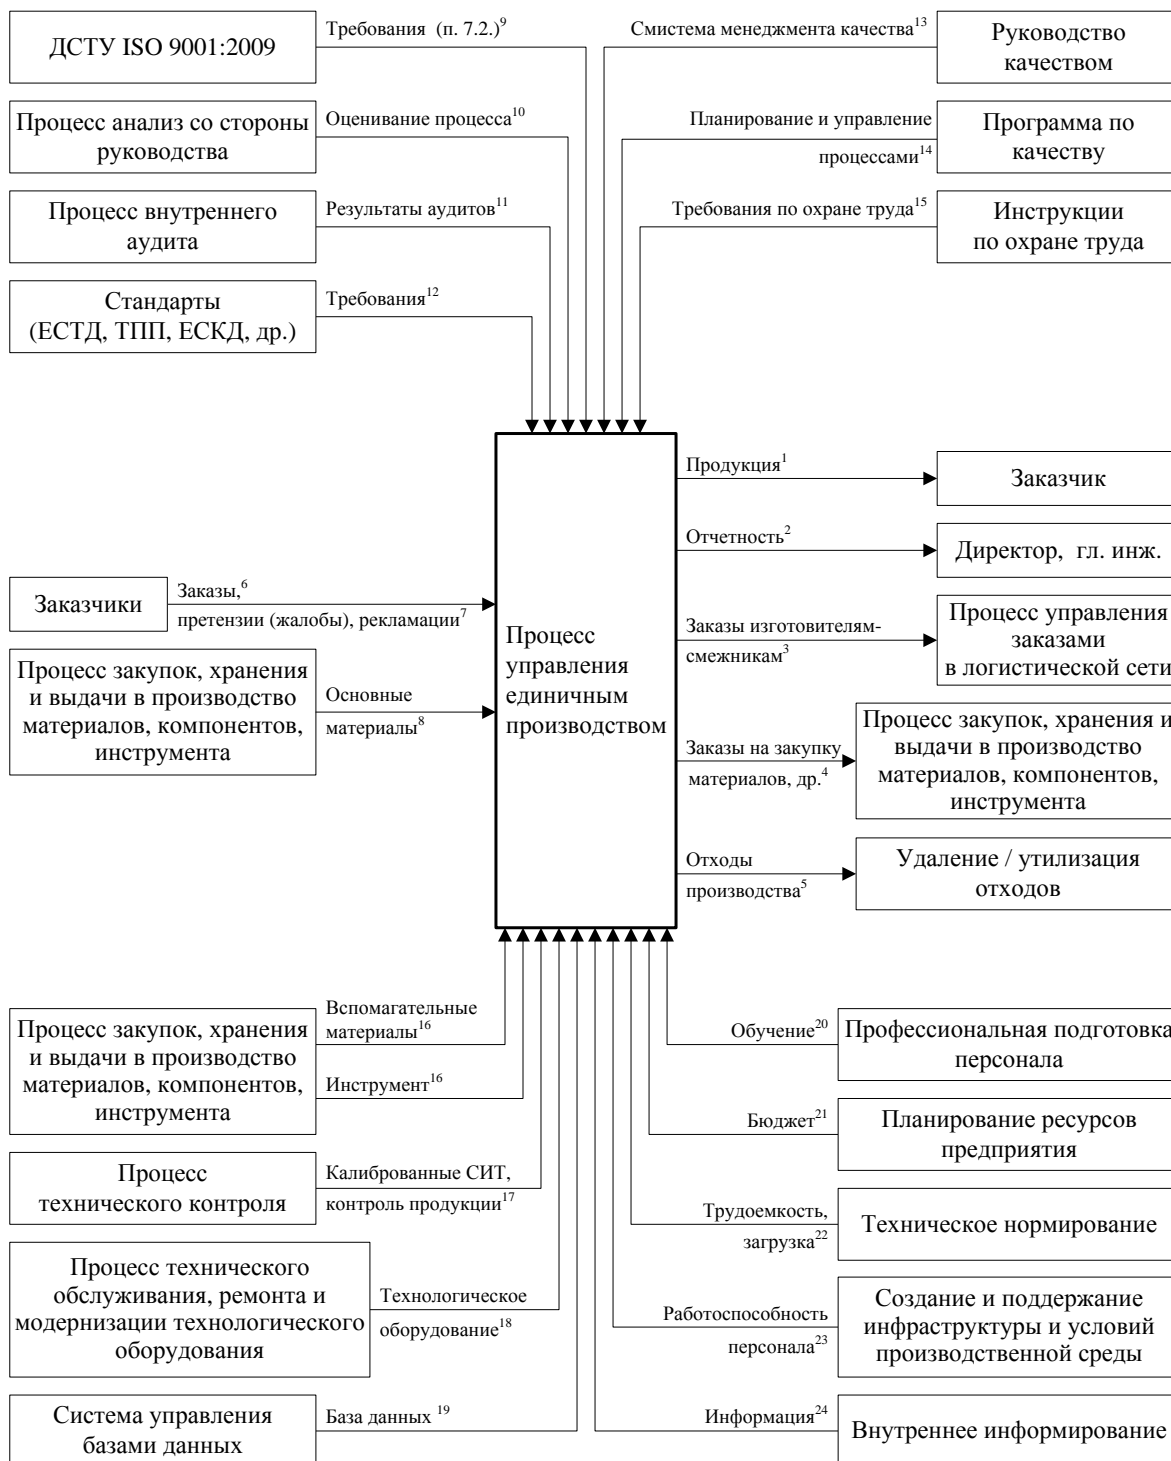 ДСТУ ISO 9001:2009
Требования (п. 7.2.)9
Смистема менеджмента качества13
Руководство
качеством
Процесс анализ со стороны
руководства
Оценивание процесса10
Планирование и управление
процессами14
Программа по
качеству
Процесс внутреннего
аудита
Результаты аудитов11
Требования по охране труда15
Инструкции
по охране труда
Стандарты
(ЕСТД, ТПП, ЕСКД, др.)
Требования12
Процесс
управления
единичным
производством
Продукция1
Заказчик
Отчетность2
Директор, гл. инж.
Заказчики
Заказы,6
претензии (жалобы), рекламации7
Заказы изготовителям-
смежникам3
Процесс управления
заказами
в логистической сети
Процесс закупок, хранения
и выдачи в производство
материалов, компонентов,
инструмента
Основные
материалы8
Заказы на закупку
материалов, др.4
Процесс закупок, хранения и
выдачи в производство
материалов, компонентов,
инструмента
Отходы
производства5
Удаление / утилизация
отходов
Процесс закупок, хранения
и выдачи в производство
материалов, компонентов,
инструмента
Вспомагательные
материалы16
Инструмент16
Обучение20
Профессиональная подготовка
персонала
Бюджет21
Планирование ресурсов
предприятия
Процесс
технического контроля
Калиброванные СИТ,
контроль продукции17
Трудоемкость,
загрузка22
Техническое нормирование
Процесс технического
обслуживания, ремонта и
модернизации технологического
оборудования
Технологическое
оборудование18
Работоспособность
персонала23
Создание и поддержание
инфраструктуры и условий
производственной среды
Система управления
базами данных
База данных 19
Информация24
Внутреннее информирование